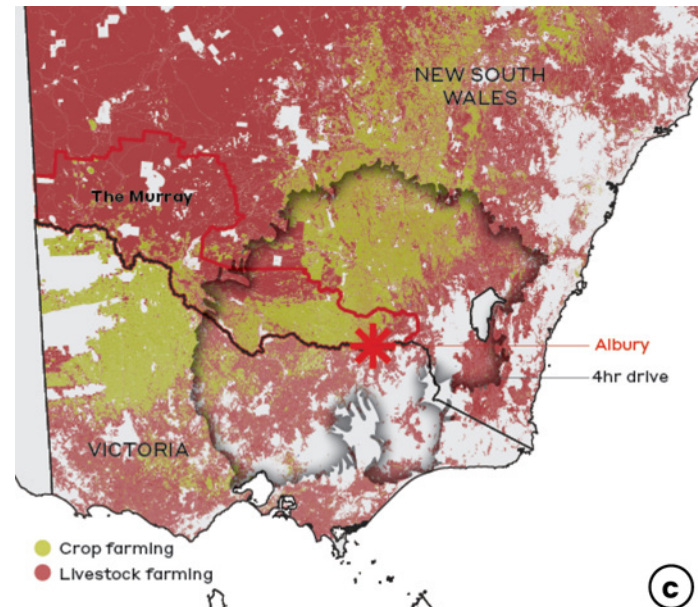 NEW SOUTH
WALES
The Murray
Albury
4hr drive
VICTORIA
Crop farming
Livestock farming
c